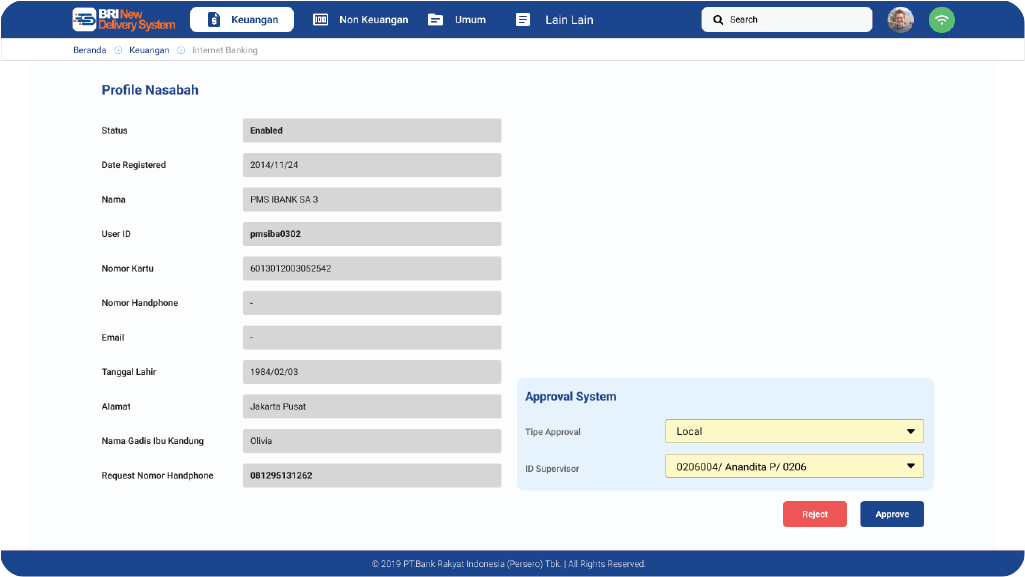 BRI New
Delivery System
Keuangan
Non Keuangan
Umum
Lain Lain
Search
Beranda
Keuangan
Internet Banking
Profile Nasabah
Status
Enabled
Date Registered
2014/11/24
Nama
PMS IBANK SA 3
User ID
pmsiba0302
Nomor Kartu
6013012003052542
Nomor Handphone
-
Email
-
Tanggal Lahir
1984/02/03
Alamat
Jakarta Pusat
Nama Gadis Ibu Kandung
Olivia
Request Nomor Handphone
081295131262
Approval System
Tipe Approval
Local
ID Supervisor
0206004/ Anandita P/ 0206
Reject
Approve
© 2019 PT.Bank Rakyat Indonesia (Persero) Tbk. | All Rights Reserved.